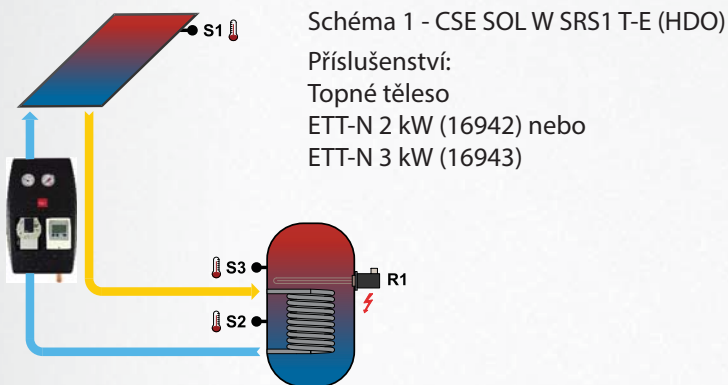 Schéma 1 - CSE SOL W SRS1 T-E (HDO)
Příslušenství:
Topné těleso
ETT-N 2 kW (16942) nebo
ETT-N 3 kW (16943)
S1
S3
R1
S2